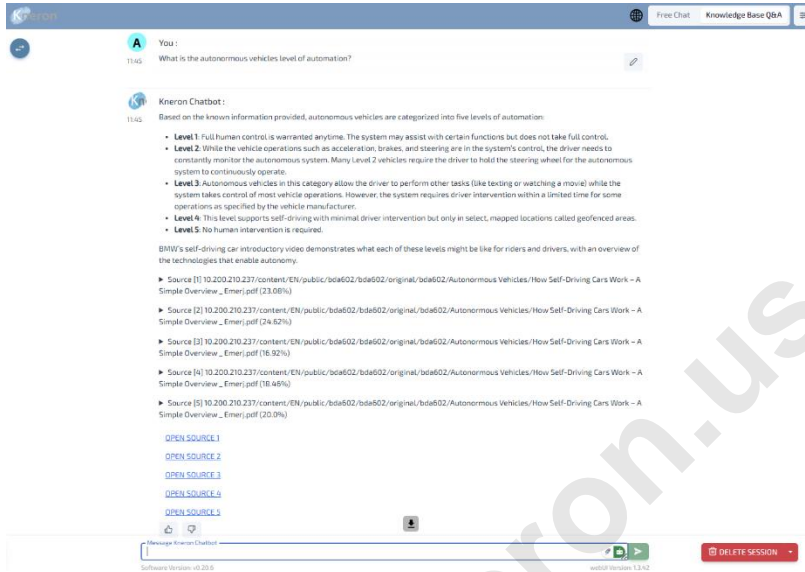 Kneron
Free Chat
Knowledge Base Q&A
A
You :
11:45
What is the autonormous vehicles level of automation?
Kn
Kneron Chatbot :
11:45
Based on the known information provided, autonomous vehicles are categorized into five levels of automation:
• Level 1: Full human control is warranted anytime. The system may assist with certain functions but does not take full control.
• Level 2: While the vehicle operations such as acceleration, brakes, and steering are in the system's control, the driver needs to
constantly monitor the autonomous system. Many Level 2 vehicles require the driver to hold the steering wheel for the autonomous
system to continuously operate.
• Level 3: Autonomous vehicles in this category allow the driver to perform other tasks (like texting or watching a movie) while the
system takes control of most vehicle operations. However, the system requires driver intervention within a limited time for some
operations as specified by the vehicle manufacturer.
• Level 4: This level supports self-driving with minimal driver intervention but only in select, mapped locations called geofenced areas.
• Level 5: No human intervention is required.
BMW's self-driving car introductory video demonstrates what each of these levels might be like for riders and drivers, with an overview of
the technologies that enable autonomy.
▶ Source [1] 10.200.210.237/content/EN/public/bda602/bda602/original/bda602/Autonormous Vehicles/How Self-Driving Cars Work – A
Simple Overview _ Emerj.pdf (23.08%)
▶ Source [2] 10.200.210.237/content/EN/public/bda602/bda602/original/bda602/Autonormous Vehicles/How Self-Driving Cars Work – A
Simple Overview _ Emerj.pdf (24.62%)
▶ Source [3] 10.200.210.237/content/EN/public/bda602/bda602/original/bda602/Autonormous Vehicles/How Self-Driving Cars Work – A
Simple Overview _ Emerj.pdf (16.92%)
▶ Source [4] 10.200.210.237/content/EN/public/bda602/bda602/original/bda602/Autonormous Vehicles/How Self-Driving Cars Work – A
Simple Overview _ Emerj.pdf (18.46%)
▶ Source [5] 10.200.210.237/content/EN/public/bda602/bda602/original/bda602/Autonormous Vehicles/How Self-Driving Cars Work – A
Simple Overview _ Emerj.pdf (20.0%)
OPEN SOURCE 1
OPEN SOURCE 2
OPEN SOURCE 3
OPEN SOURCE 4
OPEN SOURCE 5
Message Kneron Chatbot
DELETE SESSION
Software Version: v0.20.6
webUI Version: 1.3.42
eron.us